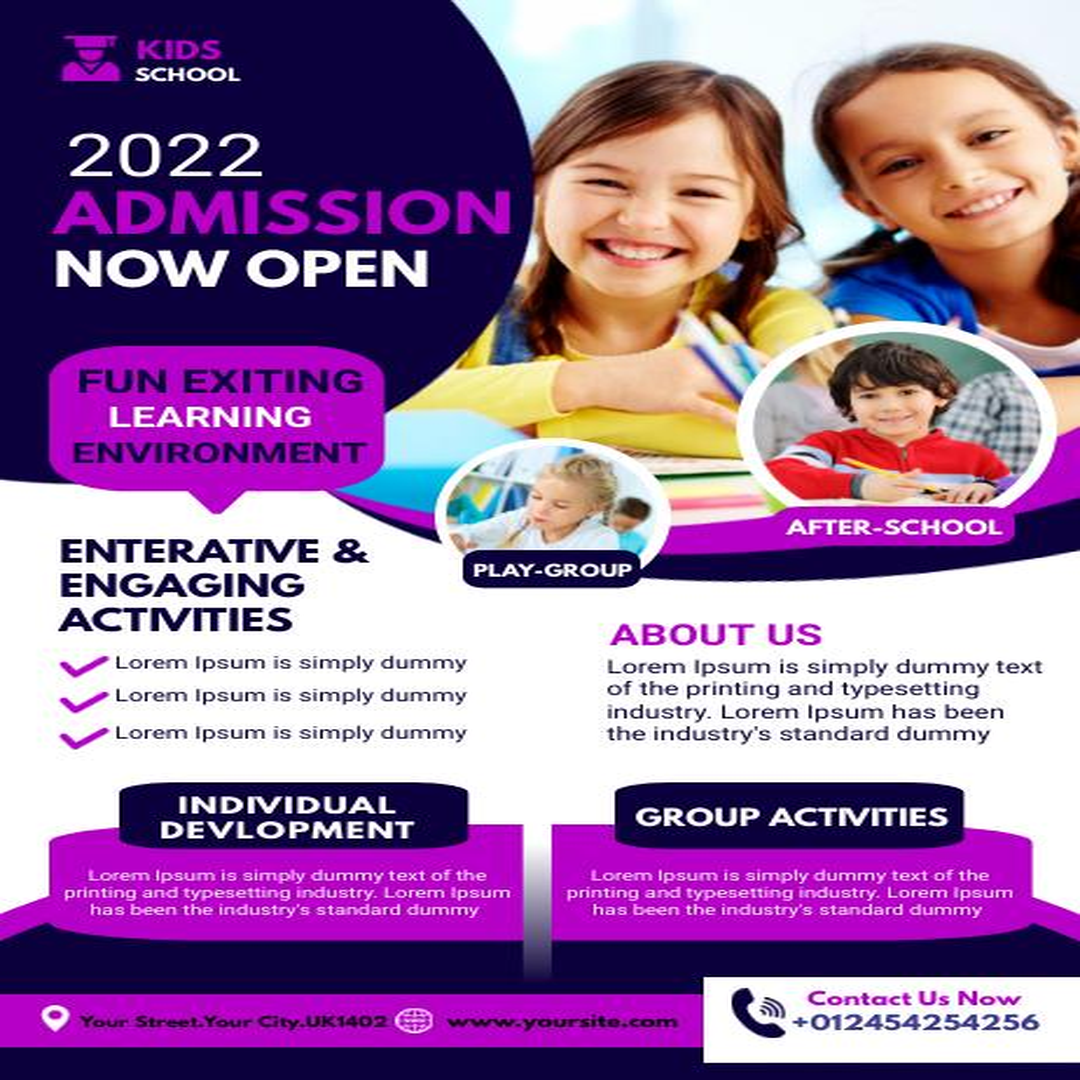 KIDS
SCHOOL
2022
ADMISSION
NOW OPEN
FUN EXITING
LEARNING
ENVIRONMENT
AFTER-SCHOOL
PLAY-GROUP
ENTERATIVE &
ENGAGING
ACTIVITIES
Lorem Ipsum is simply dummy
Lorem Ipsum is simply dummy
Lorem Ipsum is simply dummy
ABOUT US
Lorem Ipsum is simply dummy text
of the printing and typesetting
industry. Lorem Ipsum has been
the industry's standard dummy
INDIVIDUAL
DEVLOPMENT
Lorem Ipsum is simply dummy text of the
printing and typesetting industry. Lorem Ipsum
has been the industry's standard dummy
GROUP ACTIVITIES
Lorem Ipsum is simply dummy text of the
printing and typesetting industry. Lorem Ipsum
has been the industry's standard dummy
Your Street.Your City.UK1402
www.yoursite.com
Contact Us Now
+012454254256